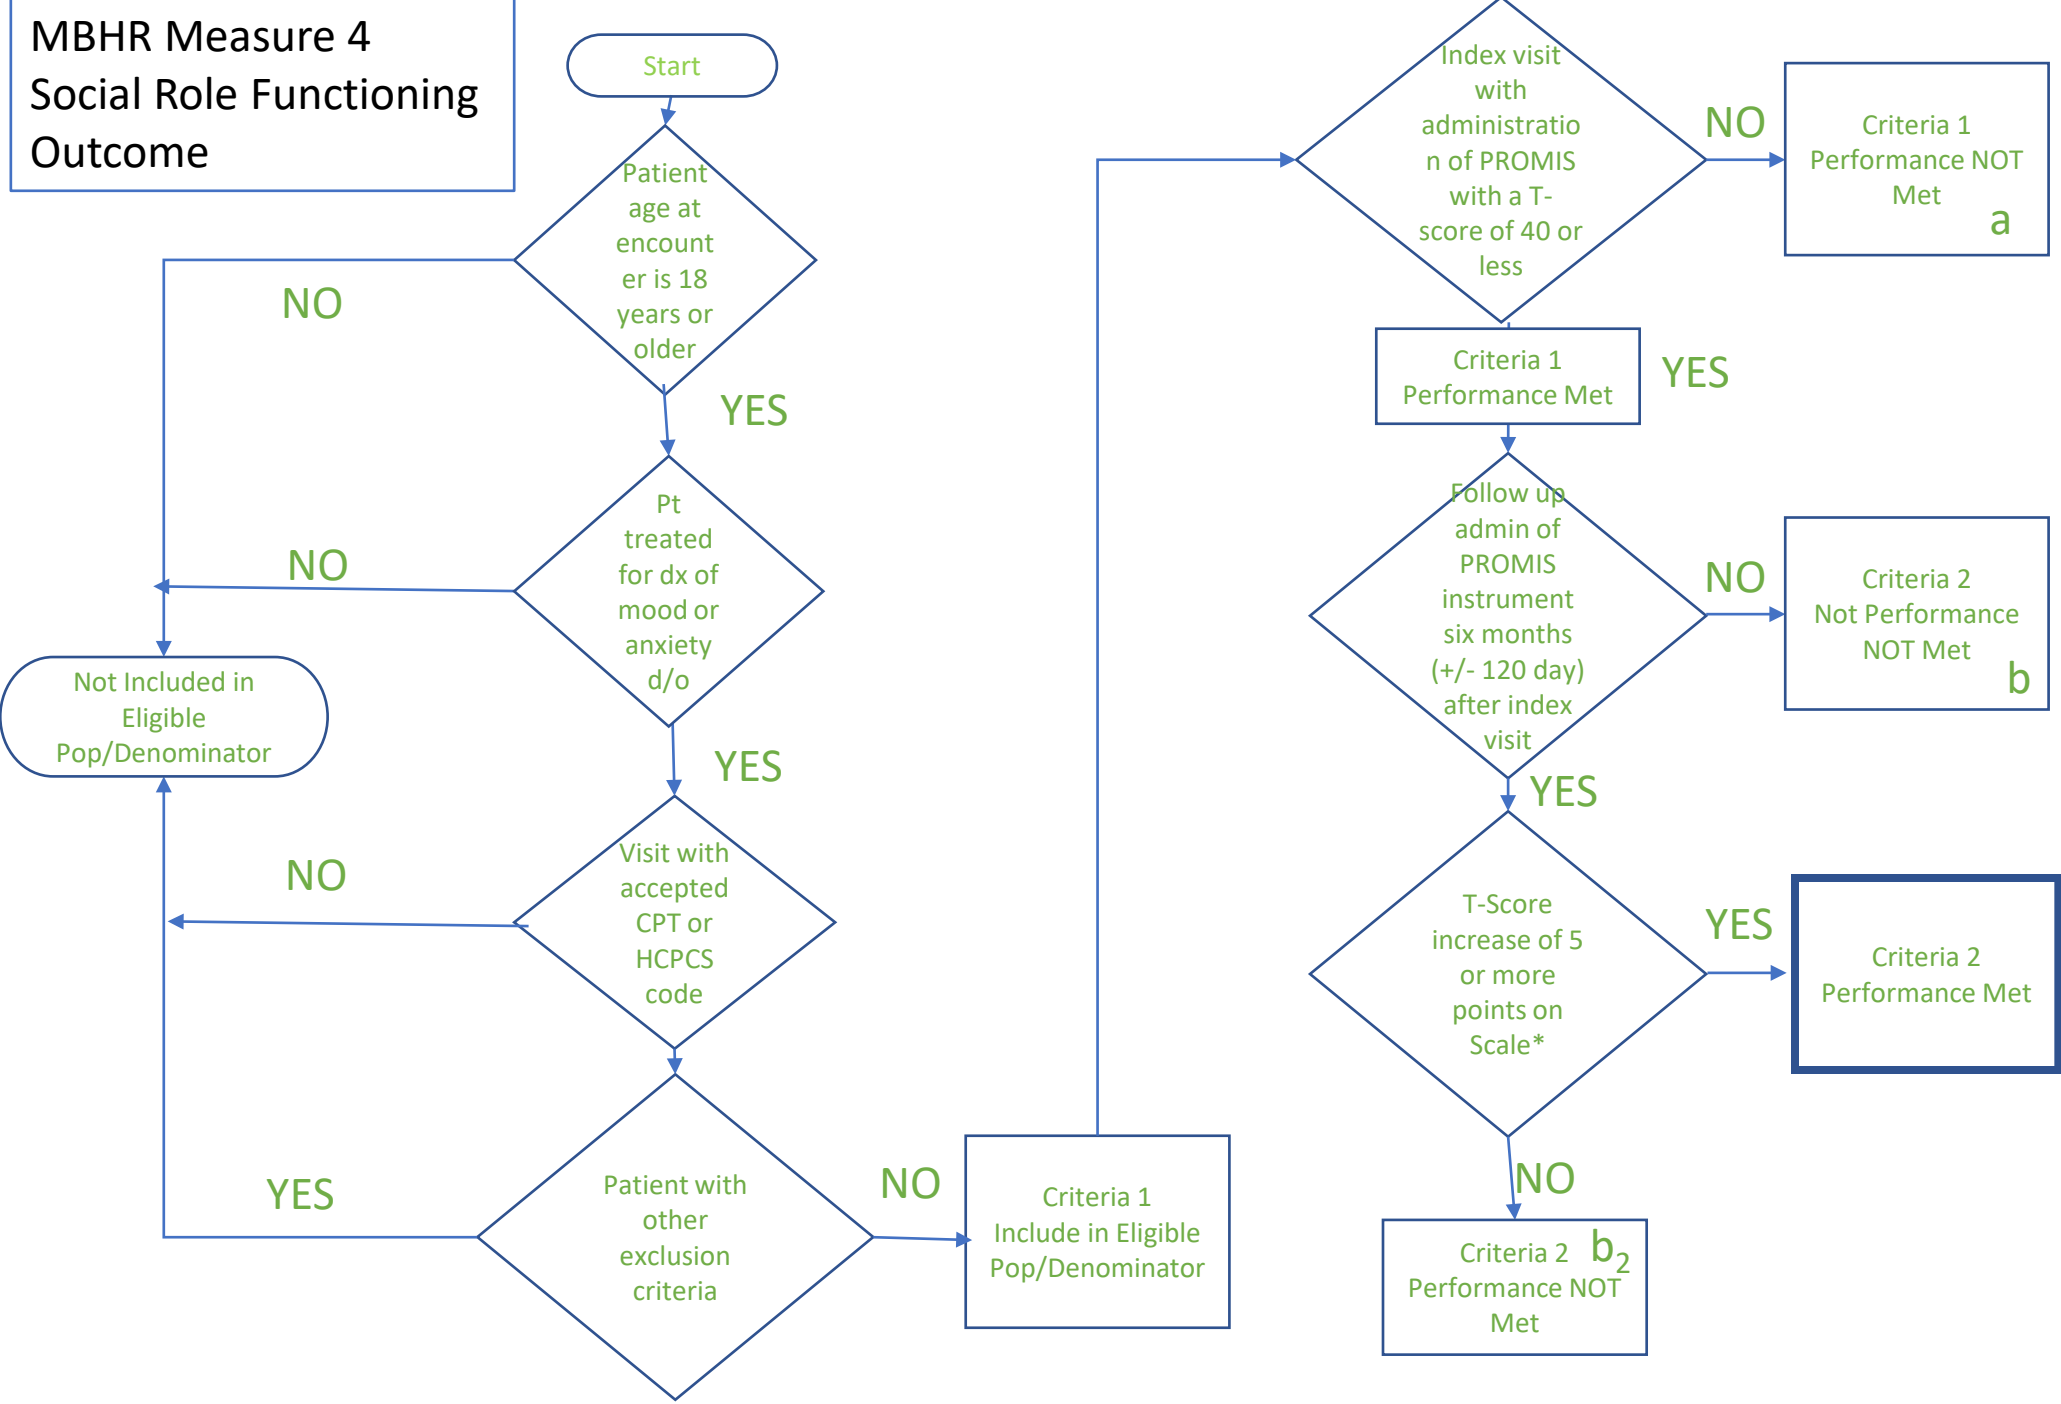 MBHR Measure 4
Social Role Functioning
Outcome
Start
Patient
age at
encount
er is 18
years or
older
NO
YES
Pt
treated
for dx of
mood or
anxiety
d/o
NO
YES
Not Included in
Eligible
Pop/Denominator
Visit with
accepted
CPT or
HCPCS
code
NO
Patient with
other
exclusion
criteria
YES
NO
Criteria 1
Include in Eligible
Pop/Denominator
Index visit
with
administratio
n of PROMIS
with a T-
score of 40 or
less
NO
Criteria 1
Performance NOT
Met
a
Criteria 1
Performance Met
YES
Follow up
admin of
PROMIS
instrument
six months
(+/- 120 day)
after index
visit
NO
Criteria 2
Not Performance
NOT Met
b
YES
T-Score
increase of 5
or more
points on
Scale*
YES
Criteria 2
Performance Met
NO
Criteria 2
Performance NOT
Met
b2